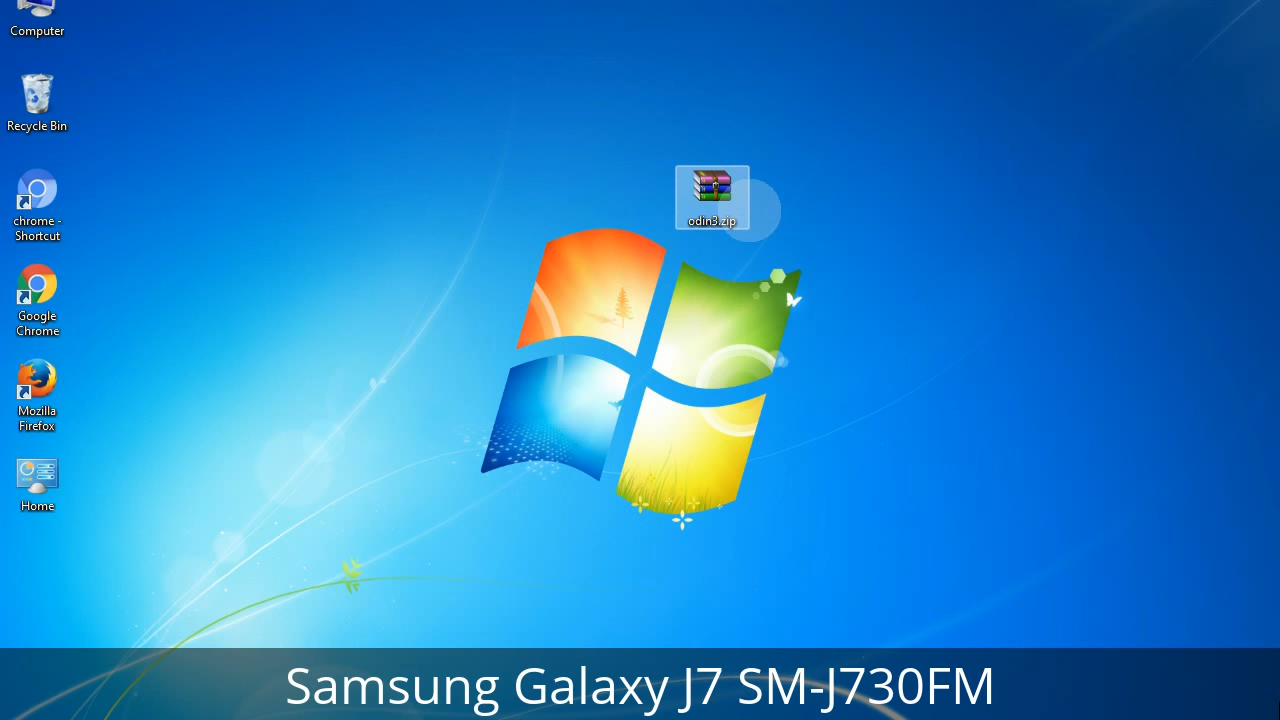 Computer
Recycle Bin
chrome -
Shortcut
Google
Chrome
Mozilla
Firefox
Home
odin3.zip
Samsung Galaxy J7 SM-J730FM